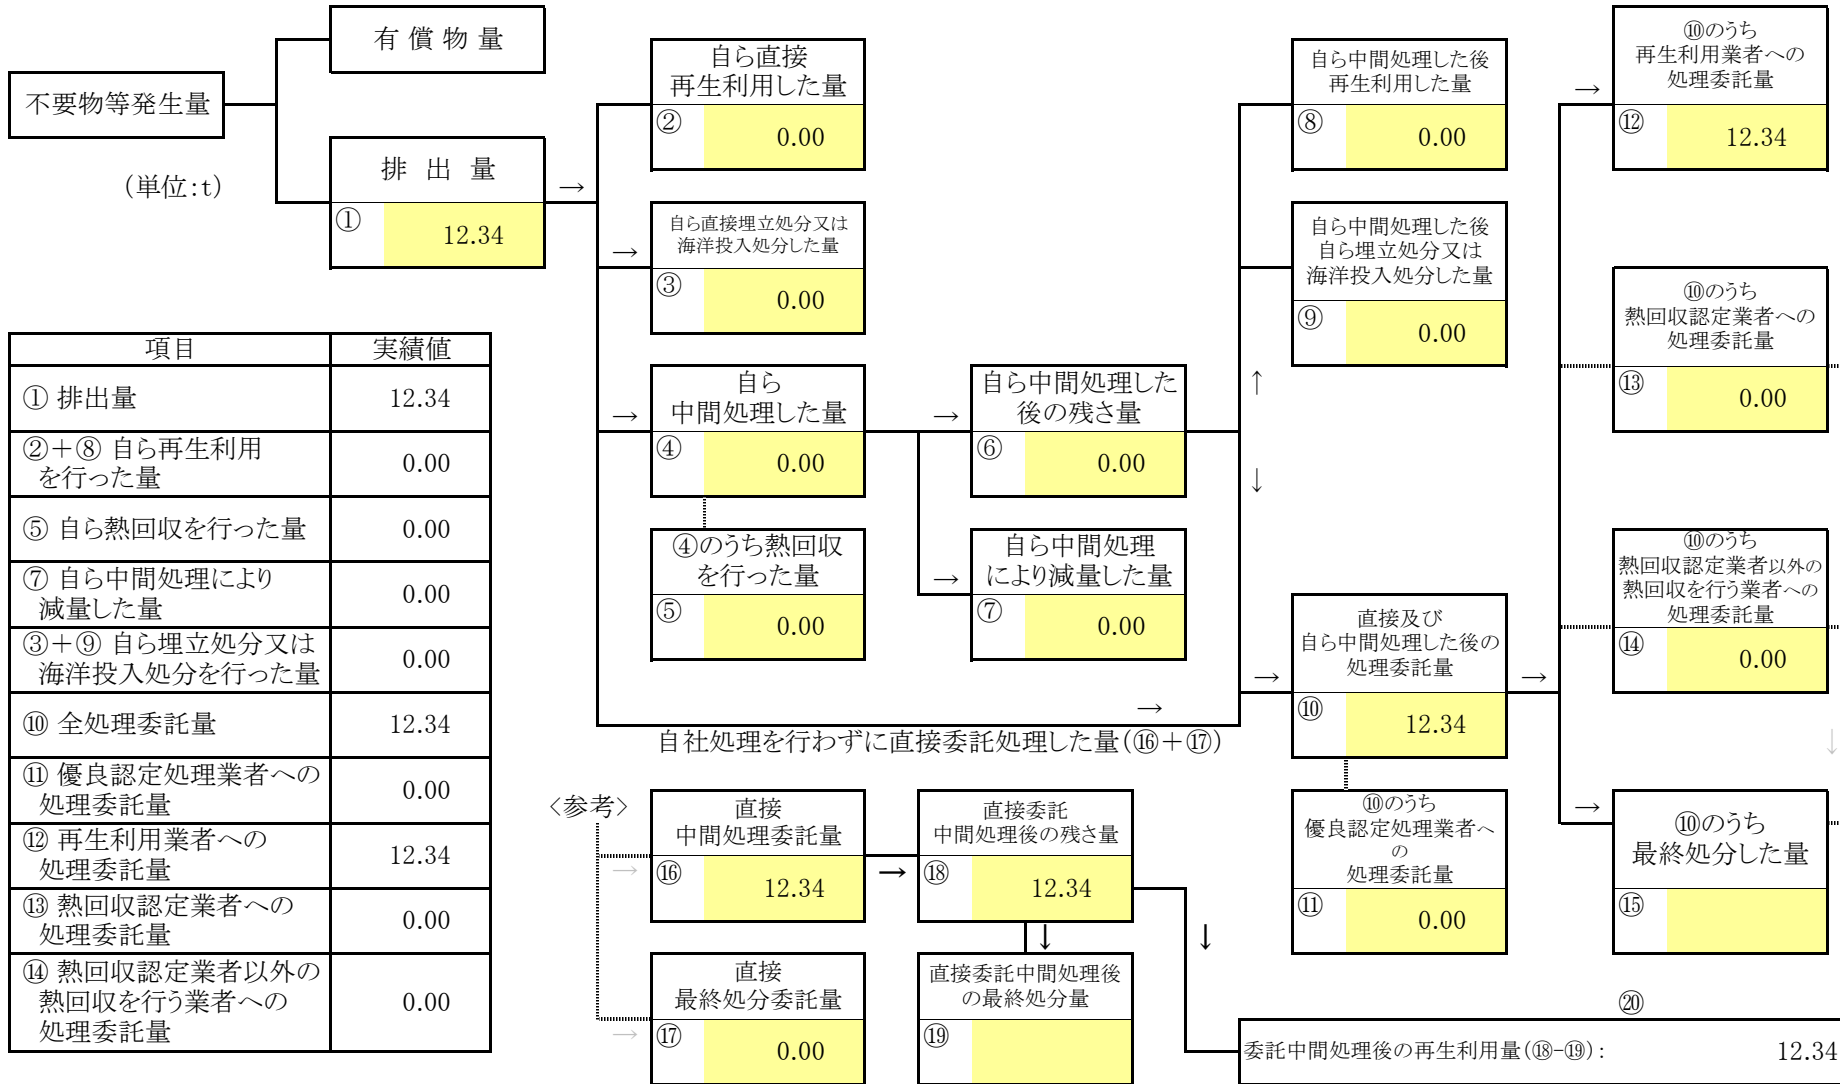 有 償 物 量
不要物等発生量
(単位:t)
排 出 量
→
① 12.34
自ら直接
再生利用した量
② 0.00
→
自ら直接埋立処分又は
海洋投入処分した量
③ 0.00
→
自ら
中間処理した量
④ 0.00
④のうち熱回収
を行った量
⑤ 0.00
→
自ら中間処理した
後の残さ量
⑥ 0.00
→
自ら中間処理
により減量した量
⑦ 0.00
自ら中間処理した後
再生利用した量
⑧ 0.00
自ら中間処理した後
自ら埋立処分又は
海洋投入処分した量
⑨ 0.00
↑
↓
→
直接及び
自ら中間処理した後の
処理委託量
⑩ 12.34
⑩のうち
優良認定処理業者へ
の
処理委託量
⑪ 0.00
→
→
⑩のうち
再生利用業者への
処理委託量
⑫ 12.34
⑩のうち
熱回収認定業者への
処理委託量
⑬ 0.00
⑩のうち
熱回収認定業者以外の
熱回収を行う業者への
処理委託量
⑭ 0.00
↓
→
⑩のうち
最終処分した量
⑮
→
自社処理を行わずに直接委託処理した量(⑯+⑰)
<参考>
→
直接
中間処理委託量
⑯ 12.34
→
直接
最終処分委託量
⑰ 0.00
→
直接委託
中間処理後の残さ量
⑱ 12.34
↓
直接委託中間処理後
の最終処分量
⑲
↓
⑳
委託中間処理後の再生利用量(⑱-⑲): 12.34
項目 実績値
① 排出量 12.34
②+⑧ 自ら再生利用
を行った量 0.00
⑤ 自ら熱回収を行った量 0.00
⑦ 自ら中間処理により
減量した量 0.00
③+⑨ 自ら埋立処分又は
海洋投入処分を行った量 0.00
⑩ 全処理委託量 12.34
⑪ 優良認定処理業者への
処理委託量 0.00
⑫ 再生利用業者への
処理委託量 12.34
⑬ 熱回収認定業者への
処理委託量 0.00
⑭ 熱回収認定業者以外の
熱回収を行う業者への
処理委託量 0.00